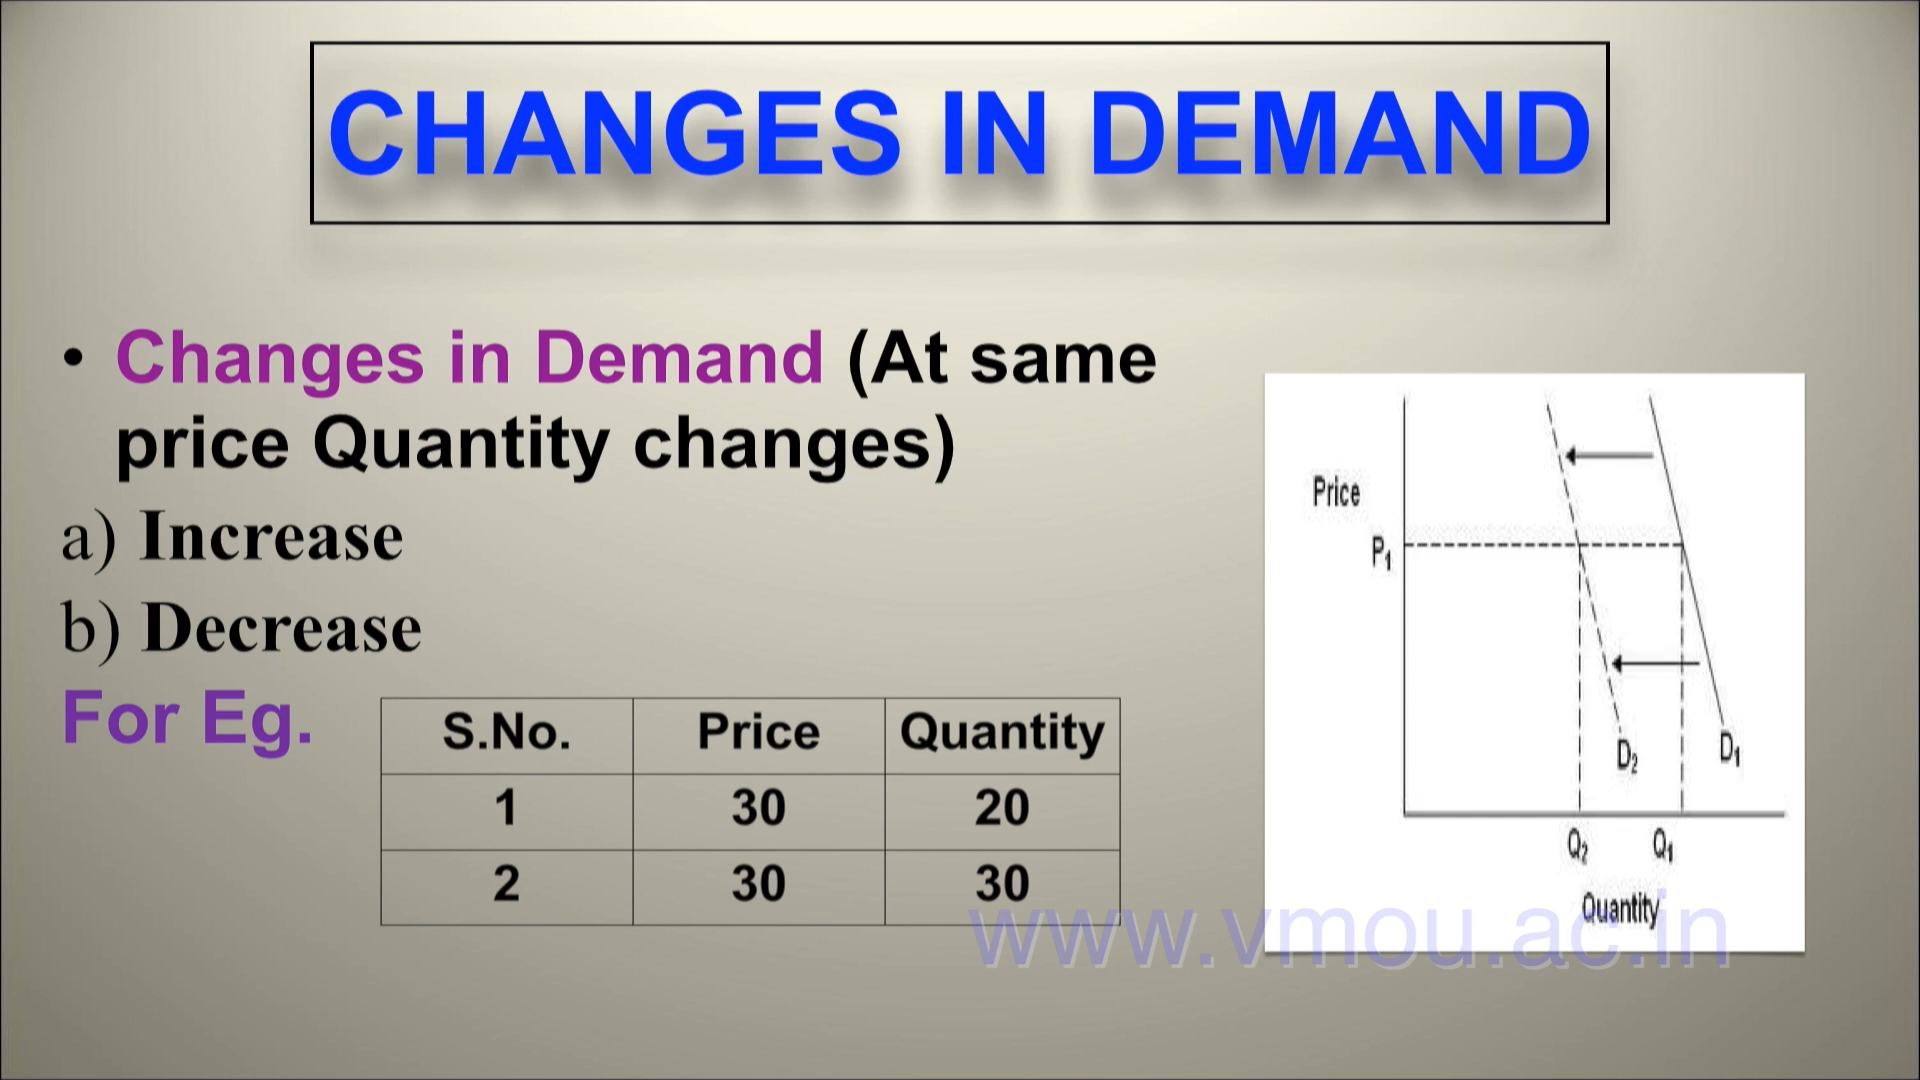 CHANGES IN DEMAND
• Changes in Demand (At same
price Quantity changes)
a) Increase
b) Decrease
For Eg.
S.No. Price Quantity
1 30 20
2 30 30
Price
P1
D2 D1
Q2 Q1
Quantity
www.vmou.ac.in